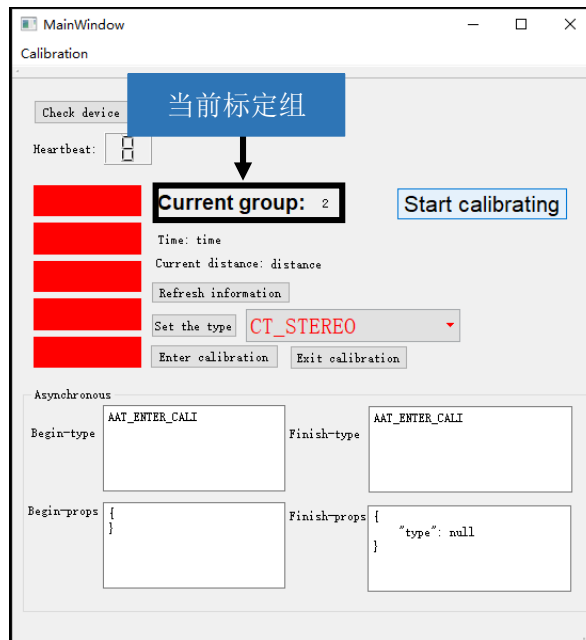 MainWindow
Calibration
Check device
当前标定组
Heartbeat: 8
Current group: 2
Start calibrating
Time: time
Current distance: distance
Refresh information
Set the type CT_STEREO
Enter calibration Exit calibration
Asynchronous
Begin-type AAT_ENTER_CALI
Finish-type AAT_ENTER_CALI
Begin-props {
}
Finish-props {
"type": null
}